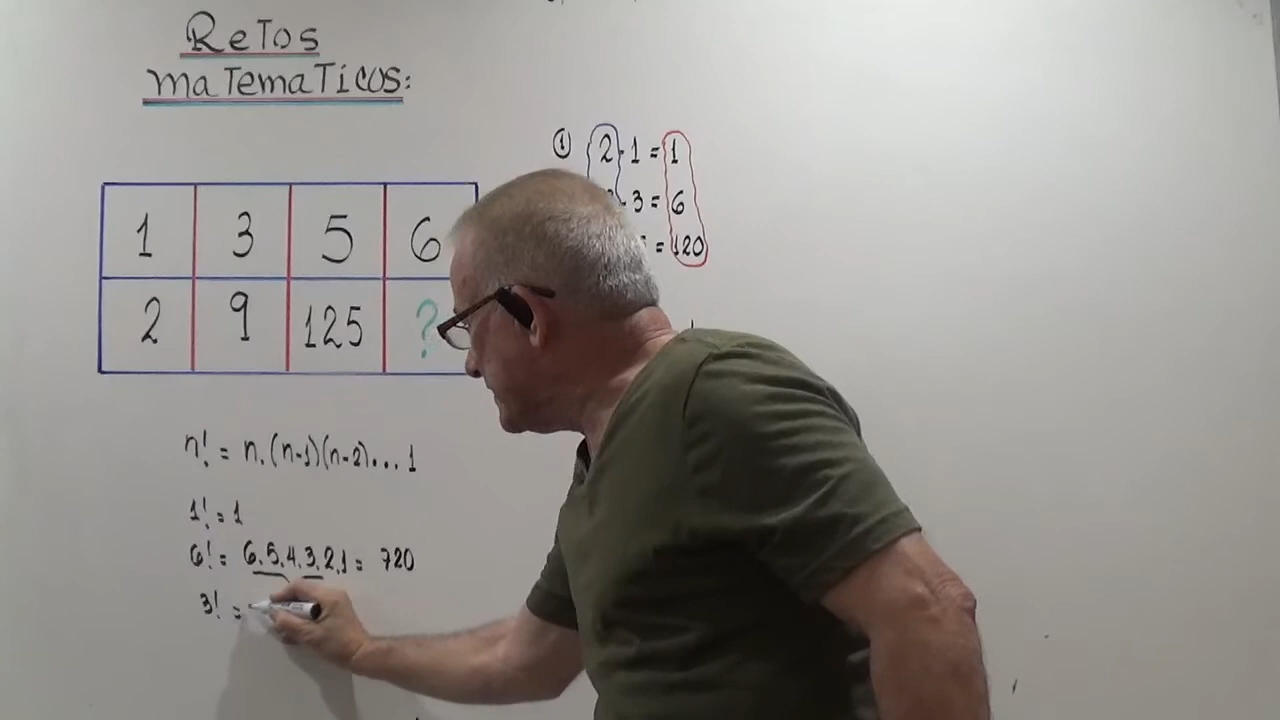 ReTos
maTemaTicos:
1 3 5 6
2 9 125 ?
n! = n.(n-1)(n-2)...1
1! = 1
6! = 6.5.4.3.2.1 = 720
3! =
① 2-1=1
-3=6
=120